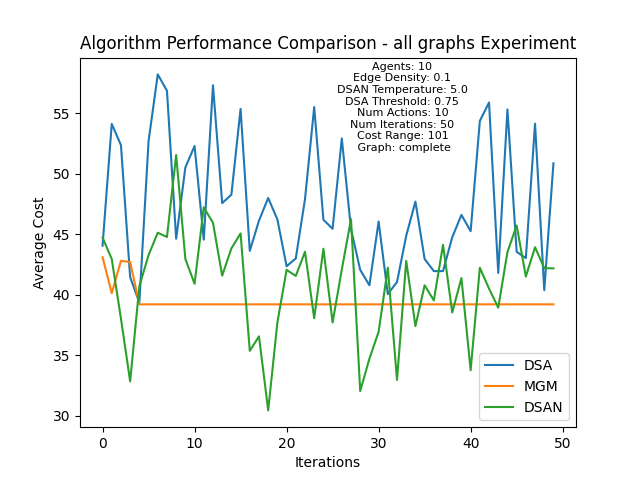 Algorithm Performance Comparison - all graphs Experiment
Agents: 10
Edge Density: 0.1
DSAN Temperature: 5.0
DSA Threshold: 0.75
Num Actions: 10
Num Iterations: 50
Cost Range: 101
Graph: complete
Average Cost
55
50
45
40
35
30
0
10
20
30
40
50
Iterations
DSA
MGM
DSAN